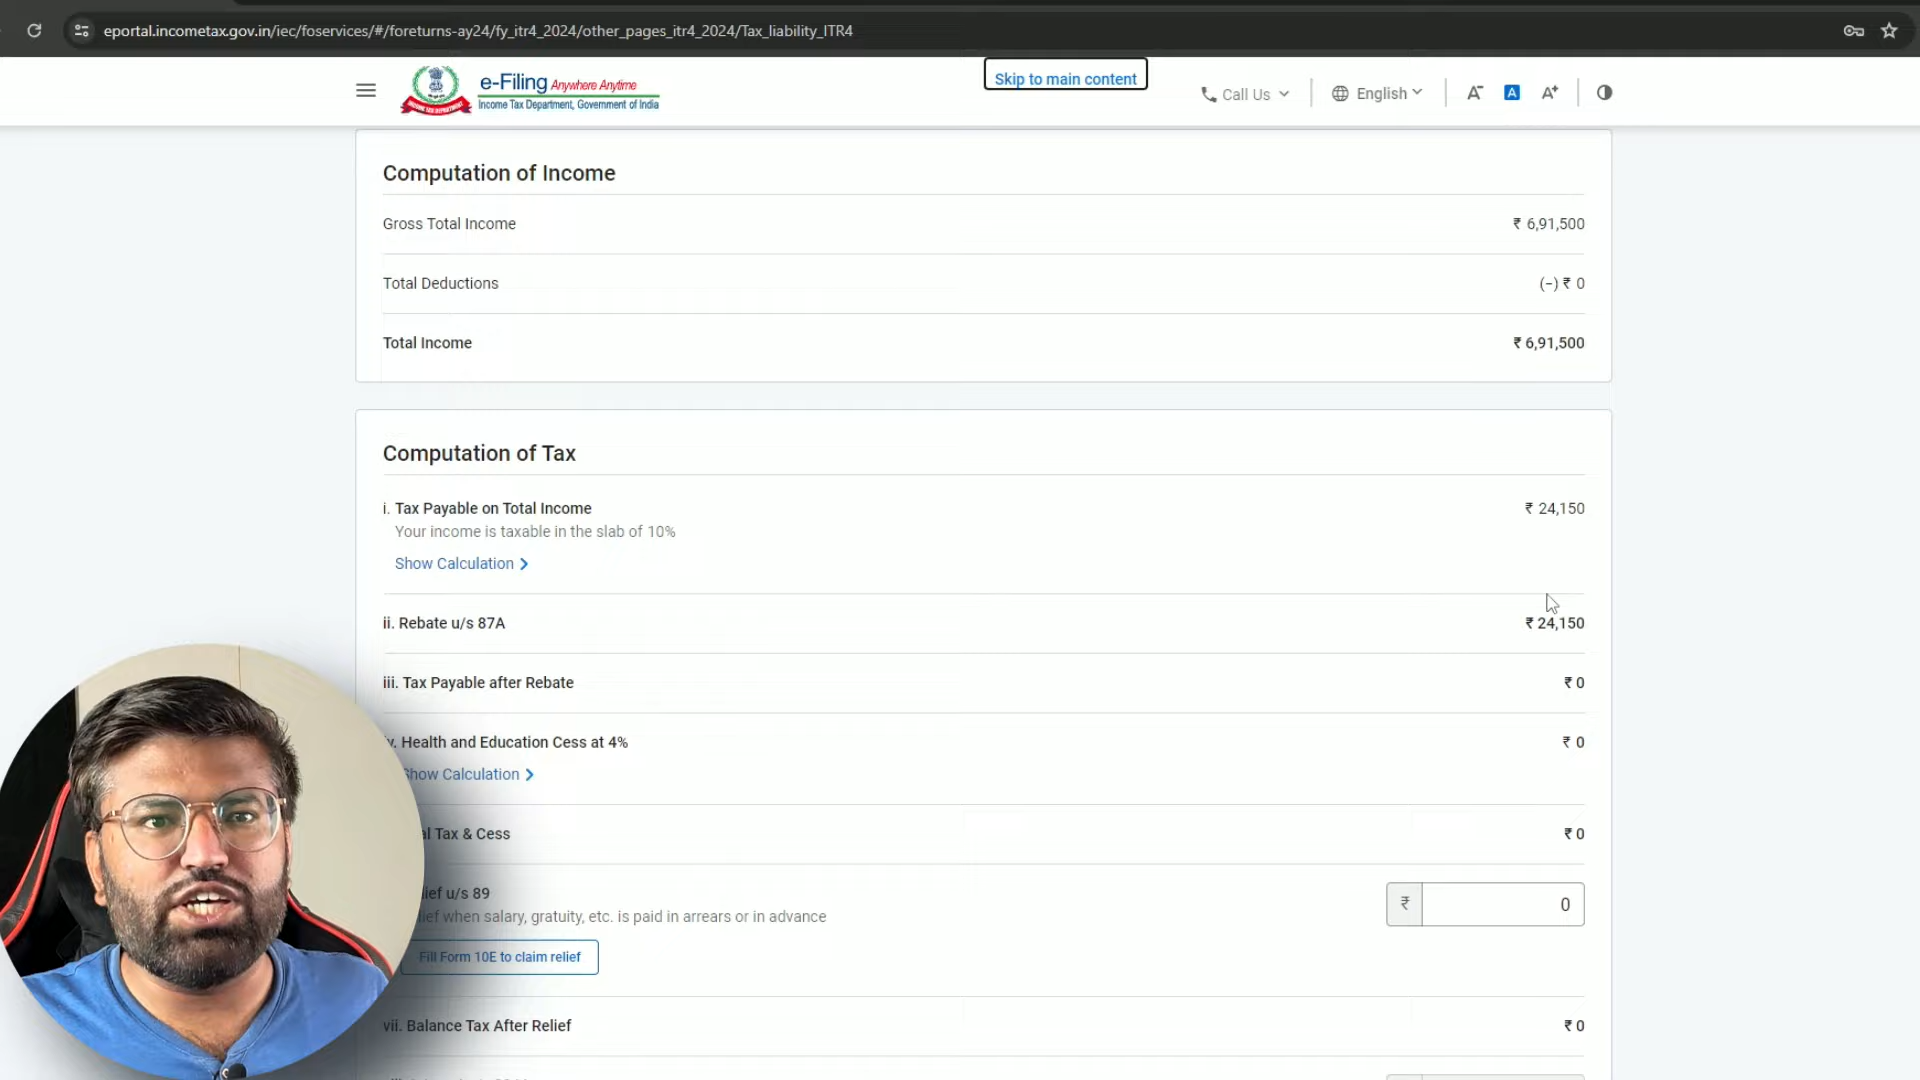 eportal.incometax.gov.in/iec/foservices/#/foreturns-ay24/fy_itr4_2024/other_pages_itr4_2024/Tax_liability_ITR4
e-Filing Anywhere Anytime
Income Tax Department, Government of India
Skip to main content
Call Us
English
A-
A
A+
Computation of Income
Gross Total Income ₹ 6,91,500
Total Deductions (-) ₹ 0
Total Income ₹ 6,91,500
Computation of Tax
i. Tax Payable on Total Income ₹ 24,150
Your income is taxable in the slab of 10%
Show Calculation
ii. Rebate u/s 87A ₹ 24,150
iii. Tax Payable after Rebate ₹ 0
v. Health and Education Cess at 4% ₹ 0
Show Calculation
Tax & Cess ₹ 0
u/s 89 ₹ 0
when salary, gratuity, etc. is paid in arrears or in advance
Fill Form 10E to claim relief
vii. Balance Tax After Relief ₹ 0